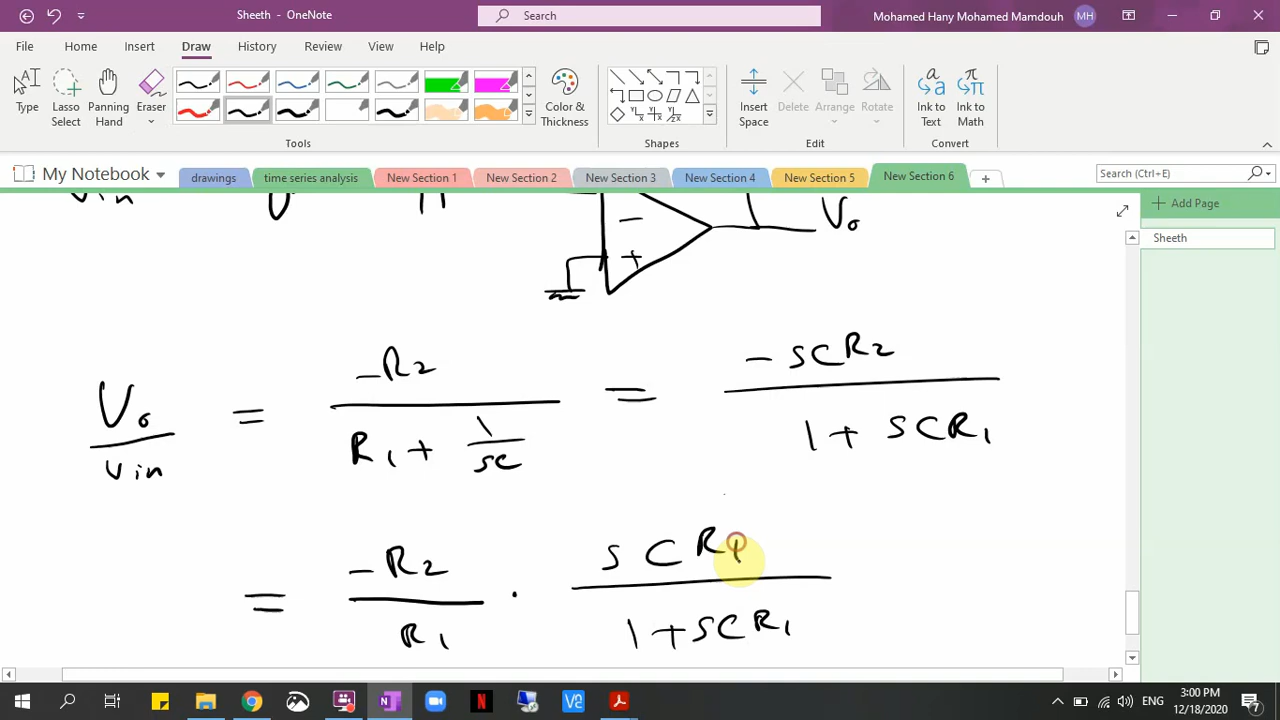 Sheeth - OneNote
Search
Mohamed Hany Mohamed Mamdouh
MH
File Home Insert Draw History Review View Help
Type
Lasso Select
Panning Hand
Eraser
Color & Thickness
Insert Space
Delete
Arrange
Rotate
Ink to Text
Ink to Math
Tools
Shapes
Edit
Convert
My Notebook
drawings
time series analysis
New Section 1
New Section 2
New Section 3
New Section 4
New Section 5
New Section 6
Search (Ctrl+E)
Add Page
Sheeth
Vin
− Vo
+
Vo/Vin = -R2/(R1 + 1/SC) = -SCR2/(1 + SCR1)
= -R2/R1 · SCR1/(1+SCR1)
ENG
3:00 PM
12/18/2020
7